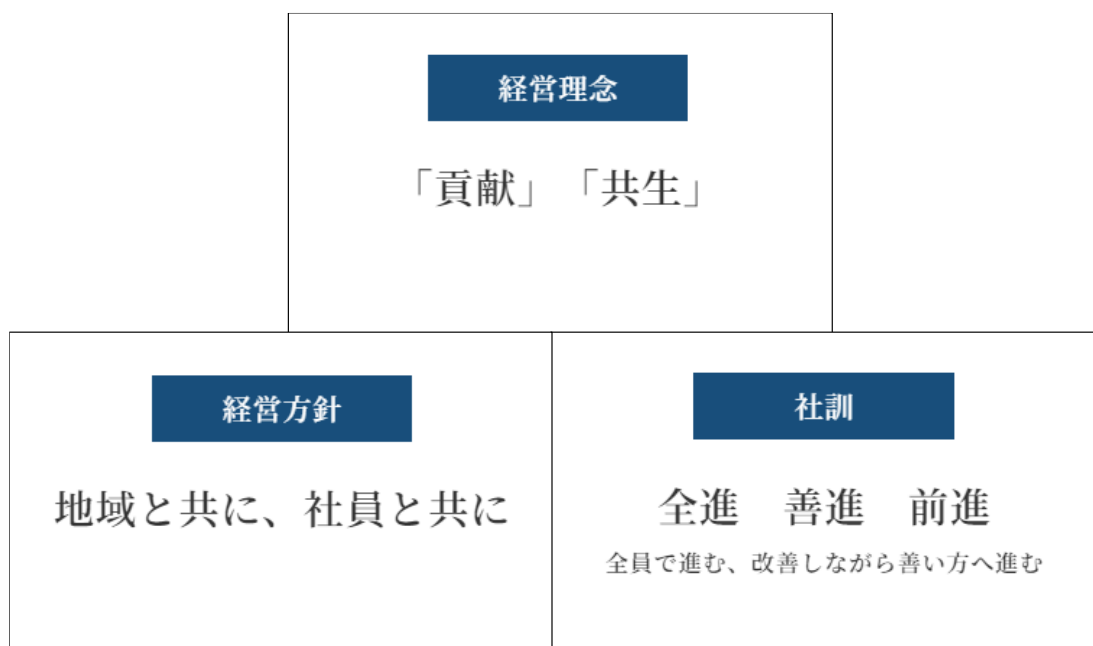 経営理念
「貢献」「共生」
経営方針
地域と共に、社員と共に
社訓
全進　善進　前進
全員で進む、改善しながら善い方へ進む